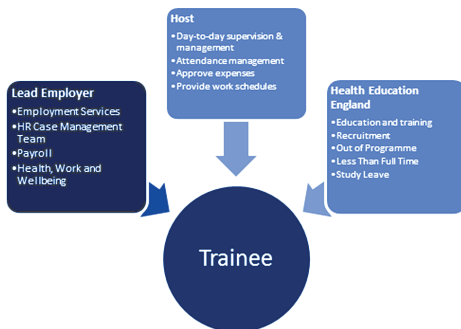 Host
•Day-to-day supervision &
management
•Attendance management
•Approve expenses
•Provide work schedules
Lead Employer
•Employment Services
•HR Case Management
Team
•Payroll
•Health, Work and
Wellbeing
Health Education
England
•Education and training
•Recruitment
•Out of Programme
•Less Than Full Time
•Study Leave
Trainee